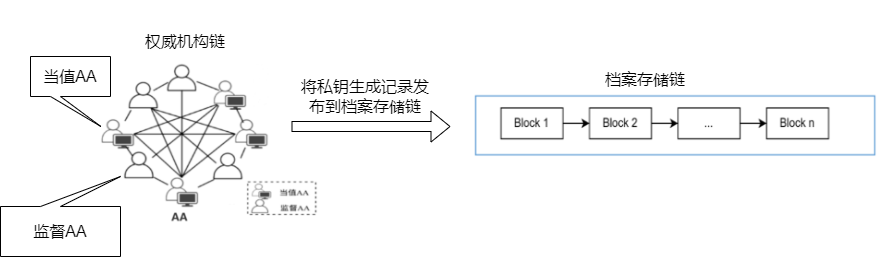 权威机构链
当值AA
监督AA
AA
当值AA
监督AA
将私钥生成记录发
布到档案存储链
档案存储链
Block 1
Block 2
...
Block n